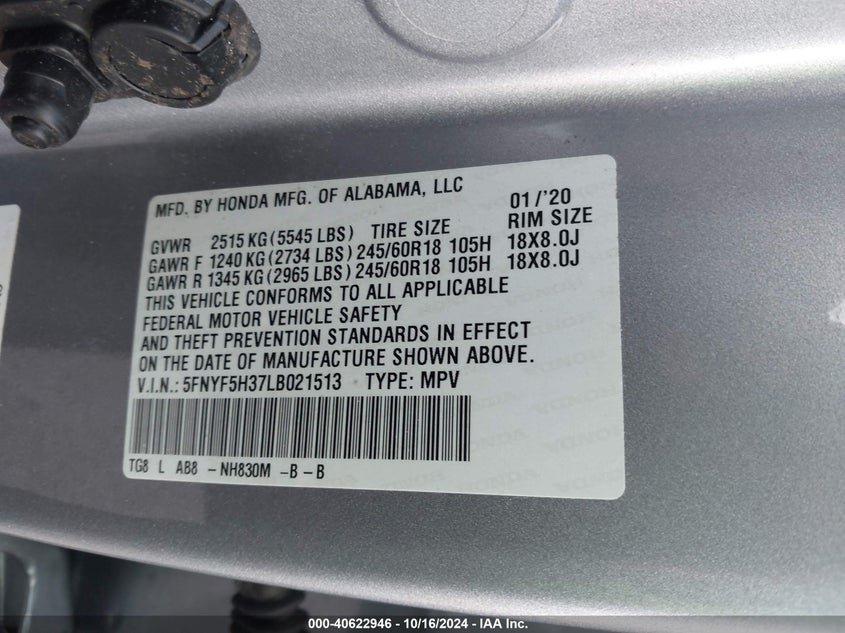 MFD. BY HONDA MFG. OF ALABAMA, LLC 01/'20
GVWR 2515 KG (5545 LBS) TIRE SIZE RIM SIZE
GAWR F 1240 KG (2734 LBS) 245/60R18 105H 18X8.0J
GAWR R 1345 KG (2965 LBS) 245/60R18 105H 18X8.0J
THIS VEHICLE CONFORMS TO ALL APPLICABLE
FEDERAL MOTOR VEHICLE SAFETY
AND THEFT PREVENTION STANDARDS IN EFFECT
ON THE DATE OF MANUFACTURE SHOWN ABOVE.
V.I.N.: 5FNYF5H37LB021513 TYPE: MPV
TG8 L AB8 - NH830M - B - B
000-40622946 - 10/16/2024 - IAA Inc.